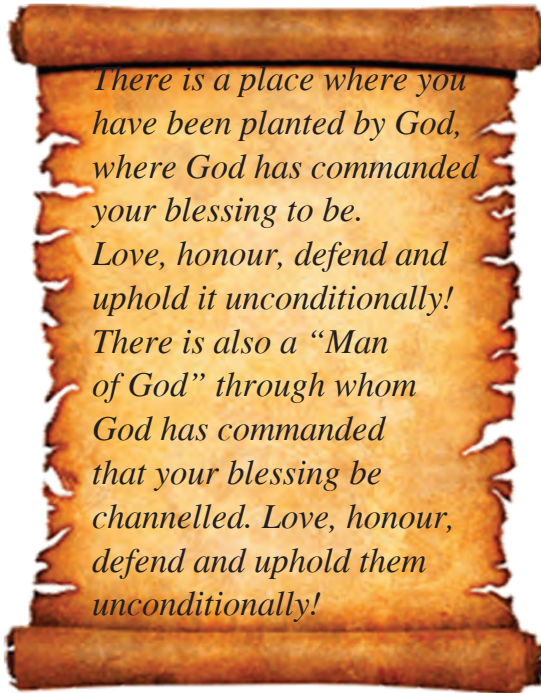 There is a place where you
have been planted by God,
where God has commanded
your blessing to be.
Love, honour, defend and
uphold it unconditionally!
There is also a “Man
of God” through whom
God has commanded
that your blessing be
channelled. Love, honour,
defend and uphold them
unconditionally!